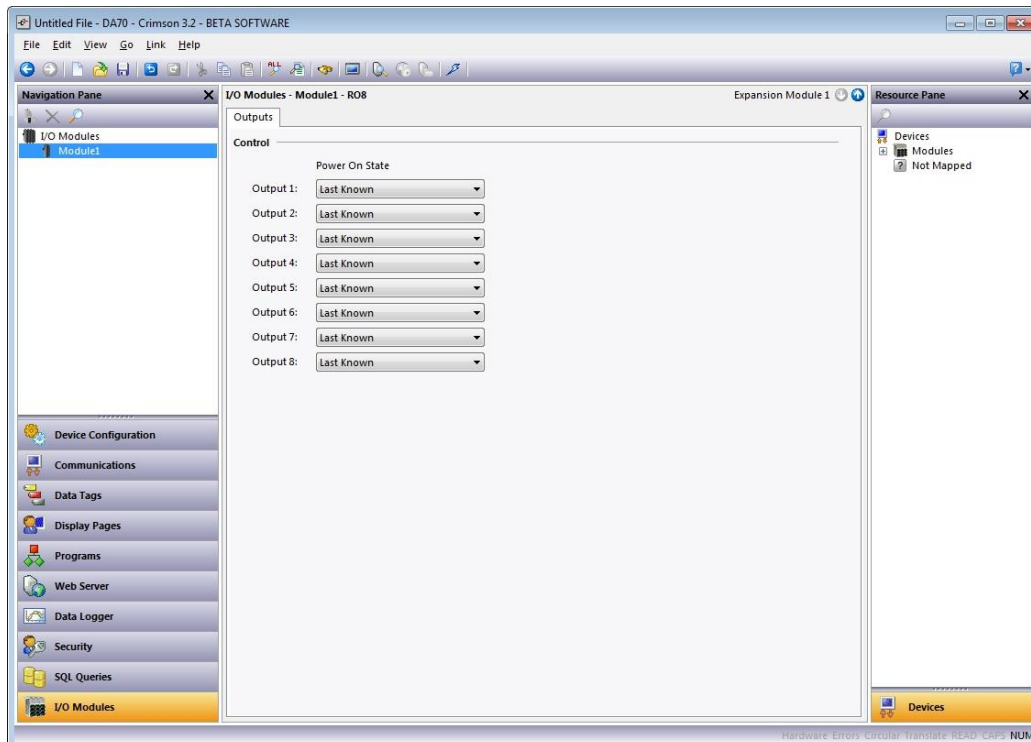 Untitled File - DA70 - Crimson 3.2 - BETA SOFTWARE
File Edit View Go Link Help
ALL
Navigation Pane
I/O Modules
Module1
Device Configuration
Communications
Data Tags
Display Pages
Programs
Web Server
Data Logger
Security
SQL Queries
I/O Modules
I/O Modules - Module1 - RO8 Expansion Module 1
Outputs
Control
Power On State
Output 1: Last Known
Output 2: Last Known
Output 3: Last Known
Output 4: Last Known
Output 5: Last Known
Output 6: Last Known
Output 7: Last Known
Output 8: Last Known
Resource Pane
Devices
Modules
? Not Mapped
Devices
Hardware Errors Circular Translate READ CAPS NUM